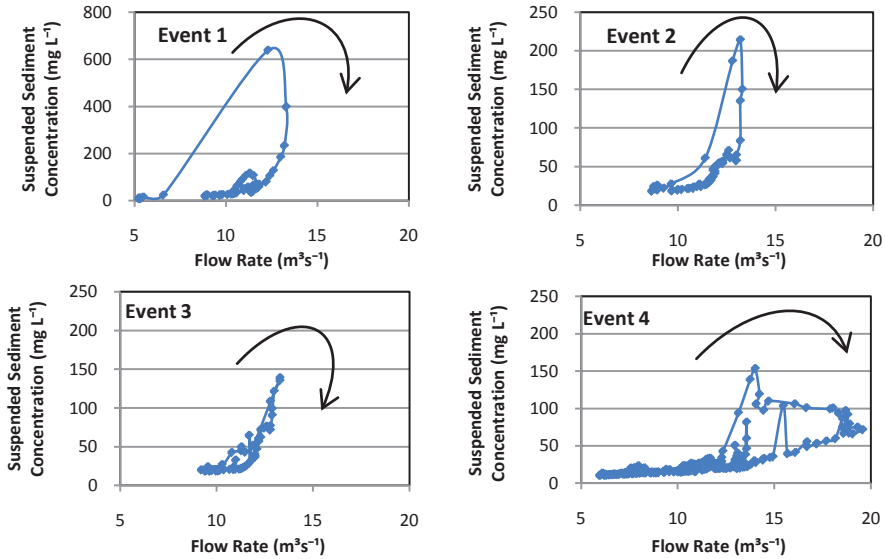 Event 1
Suspended Sediment
Concentration (mg L⁻¹)
800
600
400
200
0
5
10
15
20
Flow Rate (m³s⁻¹)
Event 2
Suspended Sediment
Concentration (mg L⁻¹)
250
200
150
100
50
0
5
10
15
20
Flow Rate (m³s⁻¹)
Event 3
Suspended Sediment
Concentration (mg L⁻¹)
250
200
150
100
50
0
5
10
15
20
Flow Rate (m³s⁻¹)
Event 4
Suspended Sediment
Concentration (mg L⁻¹)
250
200
150
100
50
0
5
10
15
20
Flow Rate (m³s⁻¹)